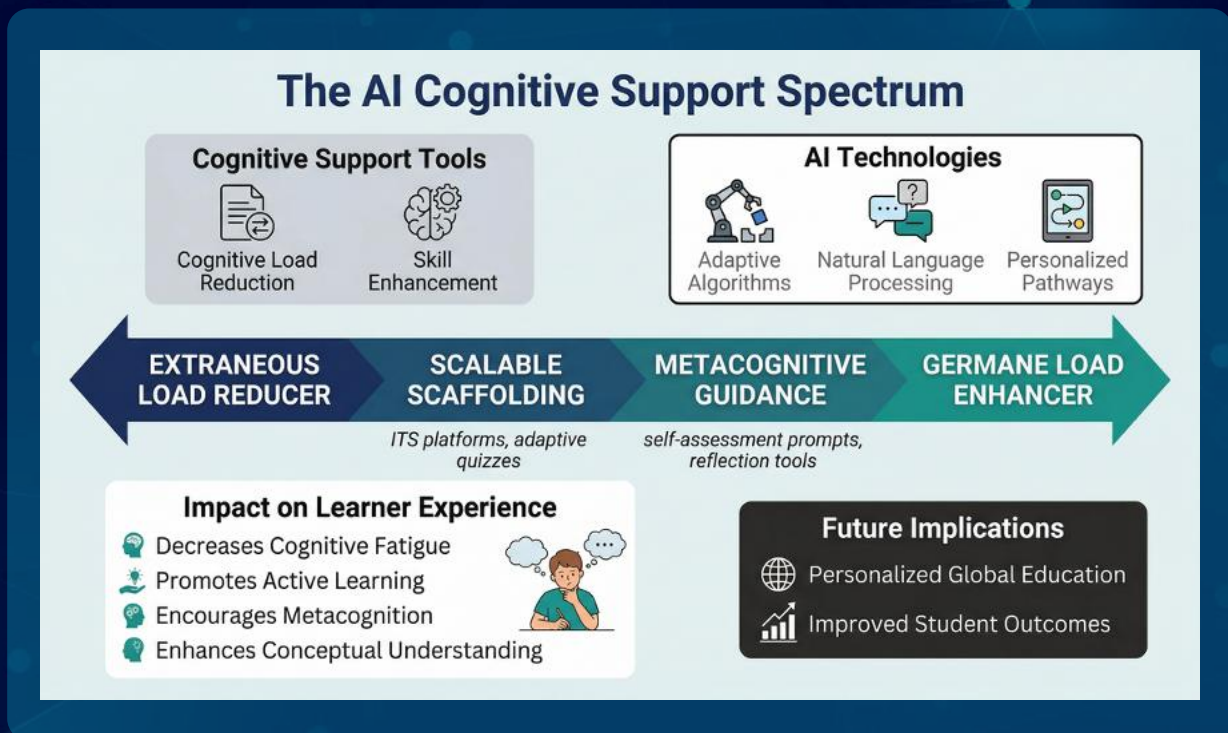 The AI Cognitive Support Spectrum
Cognitive Support Tools
Cognitive Load
Reduction
Skill
Enhancement
AI Technologies
?
Adaptive
Algorithms
Natural Language
Processing
Personalized
Pathways
EXTRANEOUS
LOAD REDUCER
SCALABLE
SCAFFOLDING
METACOGNITIVE
GUIDANCE
GERMANE LOAD
ENHANCER
ITS platforms, adaptive
quizzes
self-assessment prompts,
reflection tools
Impact on Learner Experience
Decreases Cognitive Fatigue
Promotes Active Learning
Encourages Metacognition
Enhances Conceptual Understanding
Future Implications
Personalized Global Education
Improved Student Outcomes